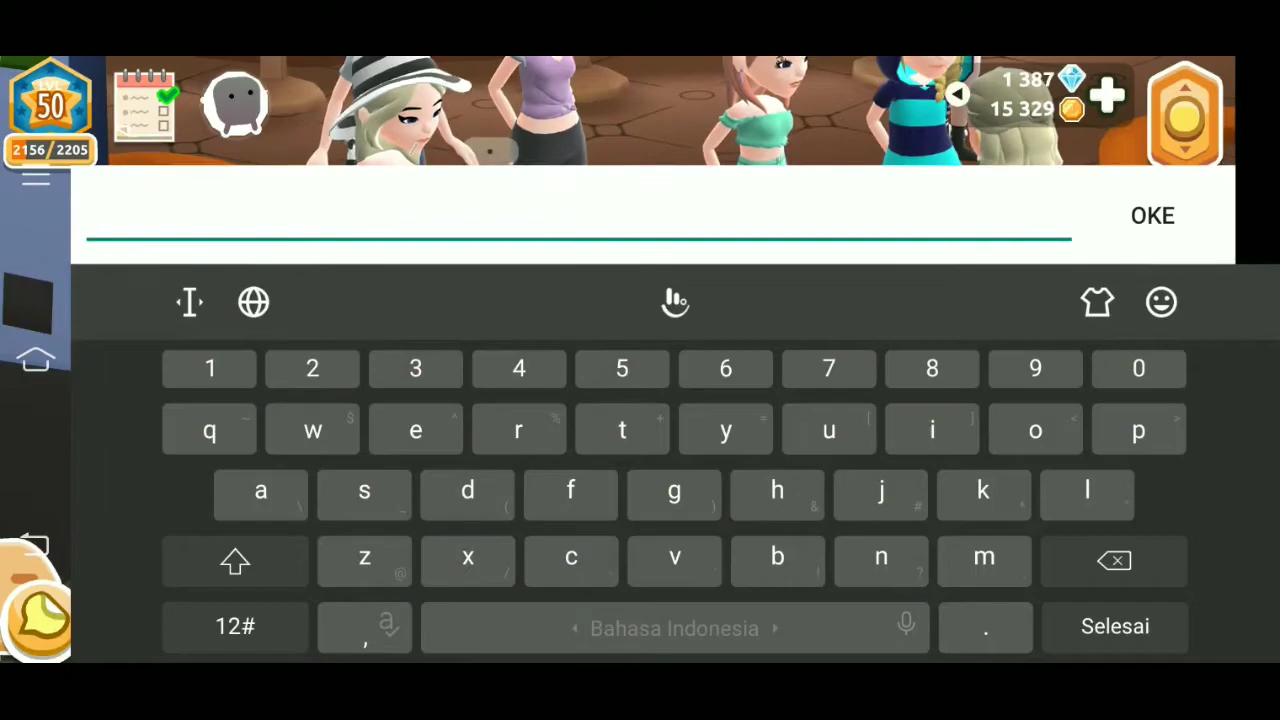 LVL
50
2156 / 2205
1 387
15 329
OKE
1 2 3 4 5 6 7 8 9 0
q w e r t y u i o p
a s d f g h j k l
z x c v b n m
12# , Bahasa Indonesia . Selesai